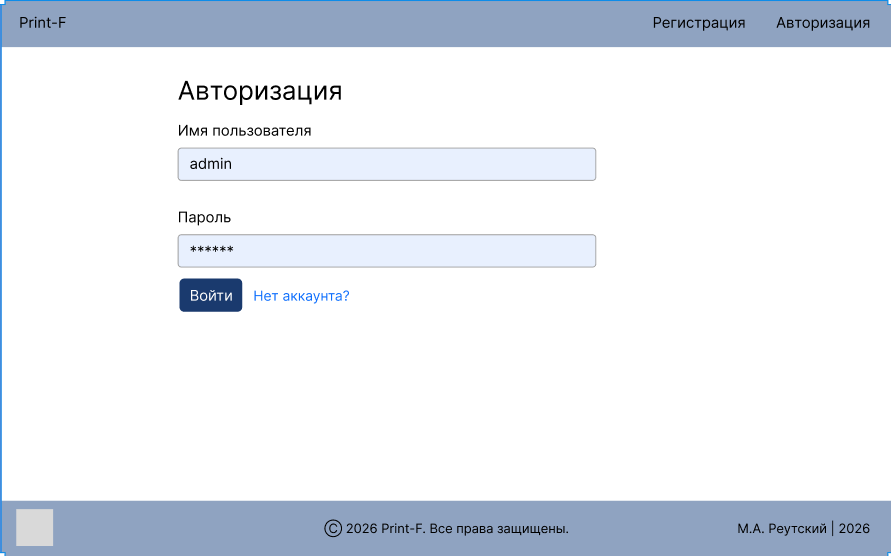 Print-F Регистрация Авторизация
Авторизация
Имя пользователя
admin
Пароль
******
Войти Нет аккаунта?
© 2026 Print-F. Все права защищены. М.А. Реутский | 2026